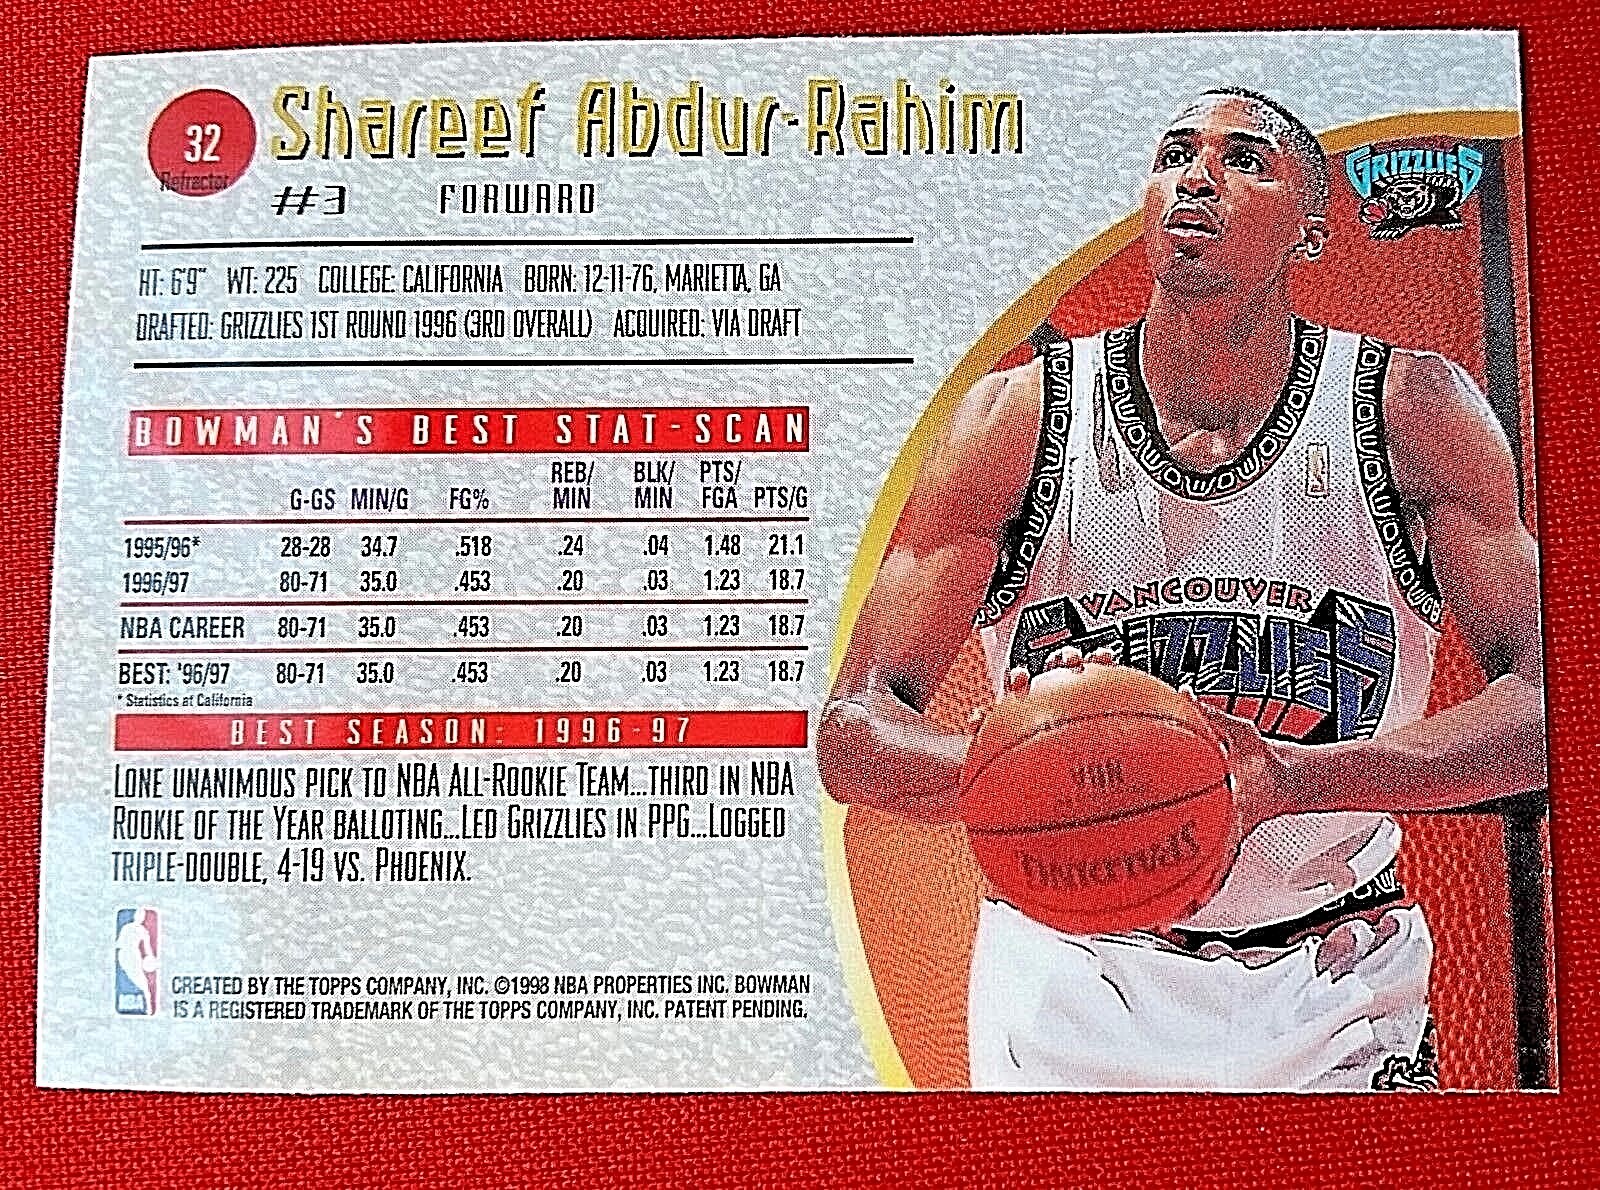 32
Refractor
Shareef Abdur-Rahim
#3 FORWARD
GRIZZLIES
HT: 6'9" WT: 225 COLLEGE: CALIFORNIA BORN: 12-11-76, MARIETTA, GA
DRAFTED: GRIZZLIES 1ST ROUND 1996 (3RD OVERALL) ACQUIRED: VIA DRAFT
BOWMAN'S BEST STAT-SCAN
REB/ BLK/ PTS/
G-GS MIN/G FG% MIN MIN FGA PTS/G
1995/96* 28-28 34.7 .518 .24 .04 1.48 21.1
1996/97 80-71 35.0 .453 .20 .03 1.23 18.7
NBA CAREER 80-71 35.0 .453 .20 .03 1.23 18.7
BEST: '96/97 80-71 35.0 .453 .20 .03 1.23 18.7
* Statistics at California
BEST SEASON: 1996-97
LONE UNANIMOUS PICK TO NBA ALL-ROOKIE TEAM...THIRD IN NBA
ROOKIE OF THE YEAR BALLOTING...LED GRIZZLIES IN PPG...LOGGED
TRIPLE-DOUBLE, 4-19 VS. PHOENIX.
NBA
CREATED BY THE TOPPS COMPANY, INC. ©1998 NBA PROPERTIES INC. BOWMAN
IS A REGISTERED TRADEMARK OF THE TOPPS COMPANY, INC. PATENT PENDING.
VANCOUVER
GRIZZLIES